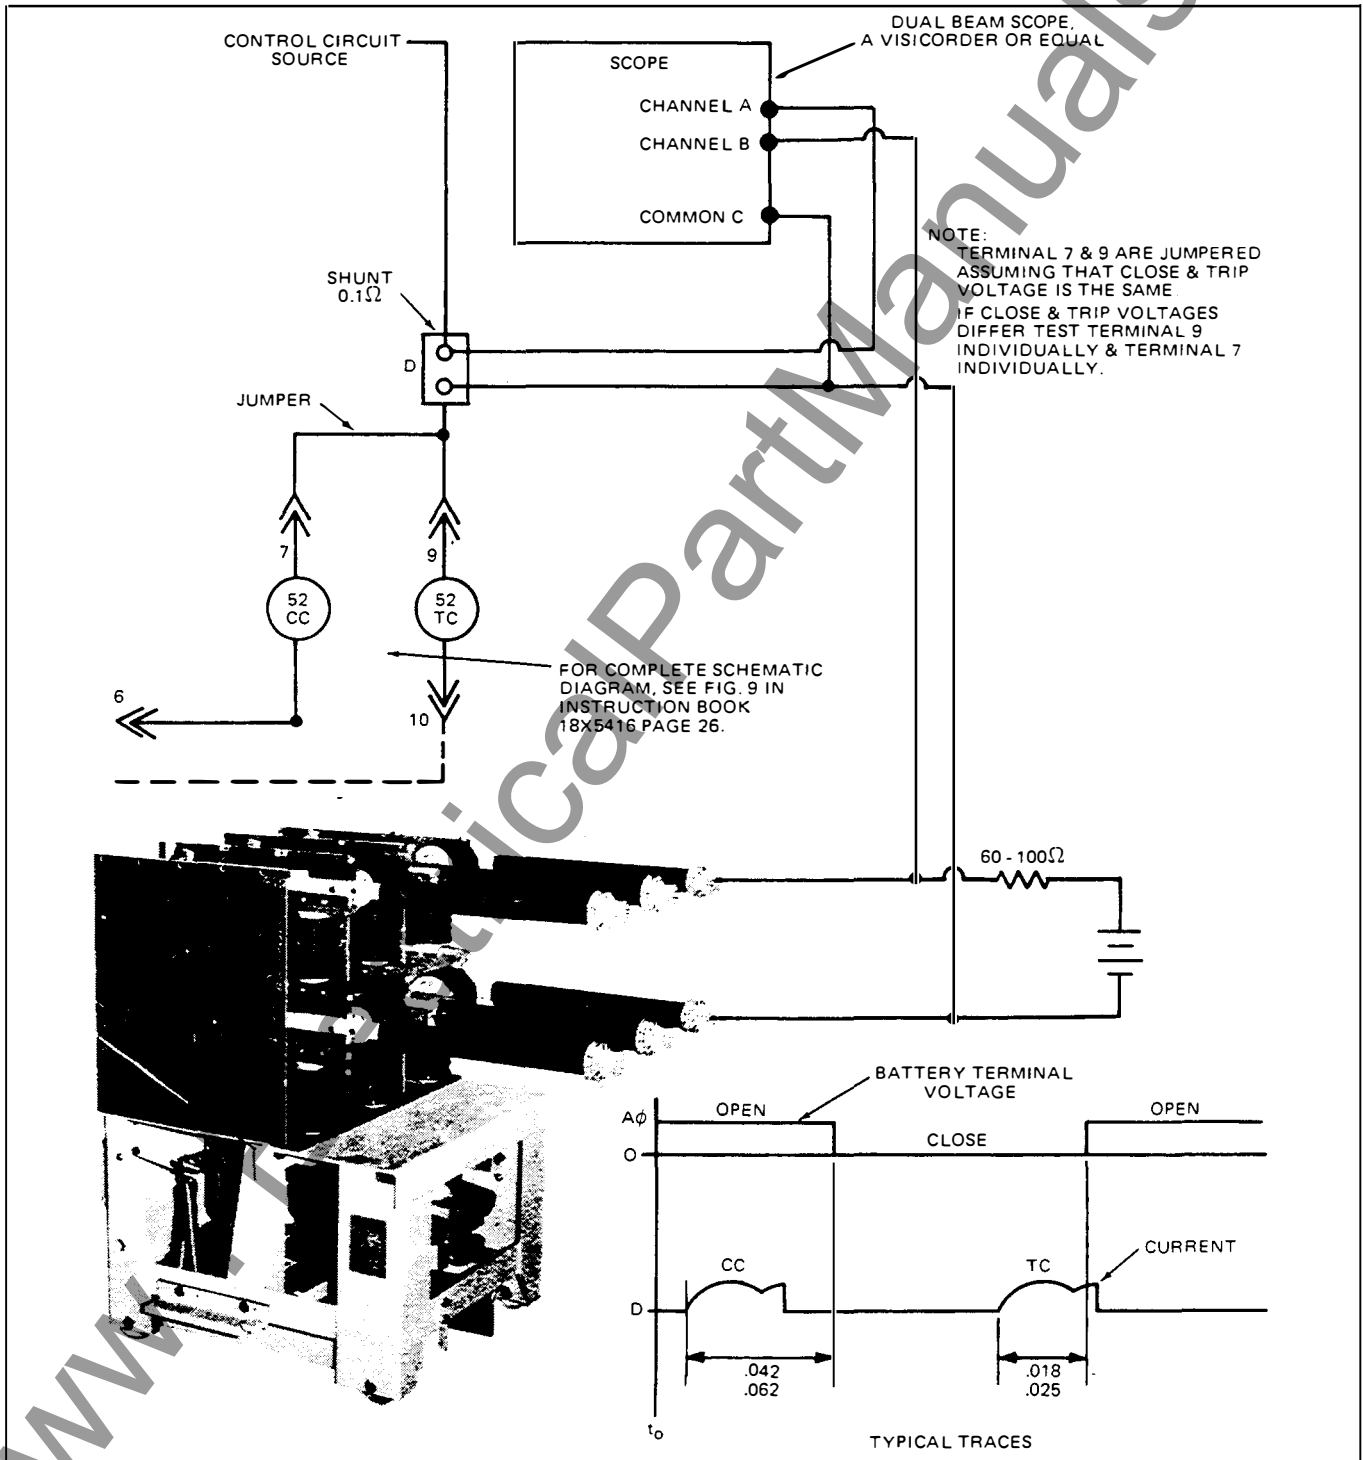 CONTROL CIRCUIT
SOURCE
SCOPE
CHANNEL A
CHANNEL B
COMMON C
DUAL BEAM SCOPE,
A VISICORDER OR EQUAL
NOTE:
TERMINAL 7 & 9 ARE JUMPERED
ASSUMING THAT CLOSE & TRIP
VOLTAGE IS THE SAME.
IF CLOSE & TRIP VOLTAGES
DIFFER TEST TERMINAL 9
INDIVIDUALLY & TERMINAL 7
INDIVIDUALLY.
SHUNT
0.1Ω
D
JUMPER
7
9
52
CC
52
TC
6
10
FOR COMPLETE SCHEMATIC
DIAGRAM, SEE FIG. 9 IN
INSTRUCTION BOOK
18X5416 PAGE 26.
60 - 100Ω
BATTERY TERMINAL
VOLTAGE
Aϕ
OPEN
OPEN
O
CLOSE
CC
TC
CURRENT
D
.042
.062
.018
.025
to
TYPICAL TRACES